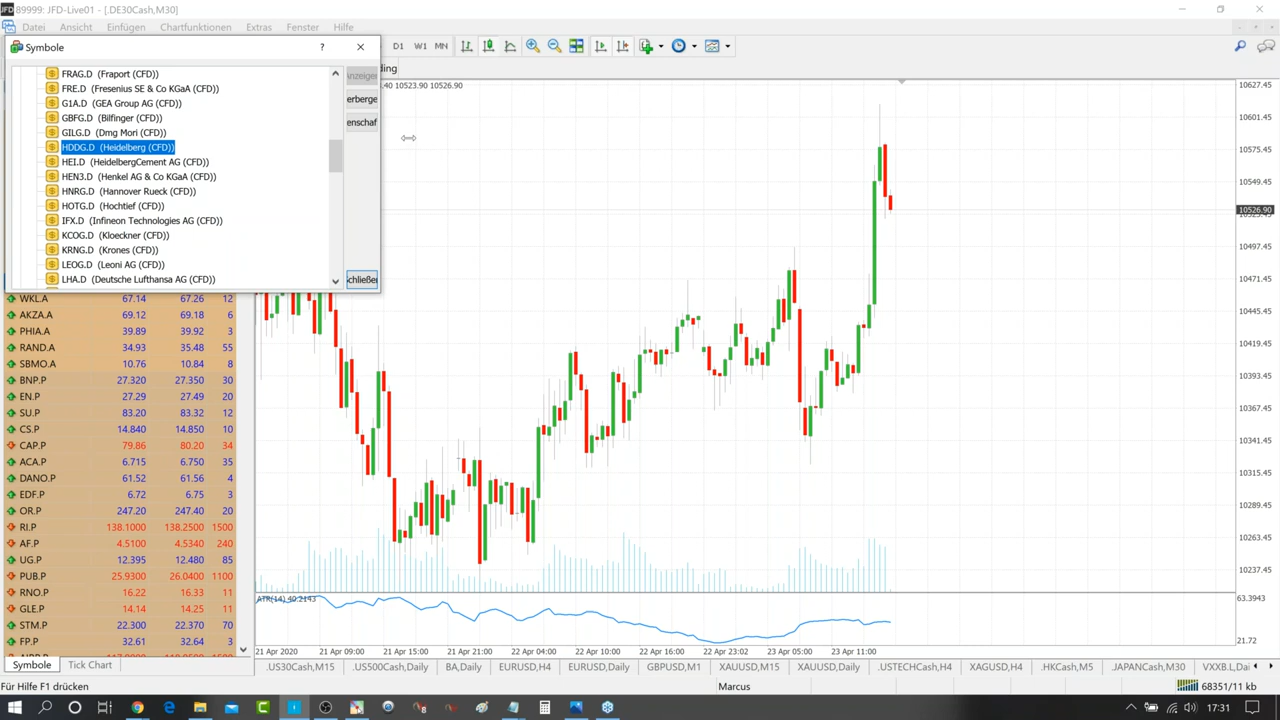 JFD 89999: JFD-Live01 - [.DE30Cash,M30]
Datei Ansicht Einfügen Chartfunktionen Extras Fenster Hilfe
Symbole ? D1 W1 MN
ding
FRAG.D (Fraport (CFD))
Anzeigen
.40 10523.90 10526.90
FRE.D (Fresenius SE & Co KGaA (CFD))
erberge
G1A.D (GEA Group AG (CFD))
GBFG.D (Bilfinger (CFD))
enschaf
GILG.D (Dmg Mori (CFD))
HDDG.D (Heidelberg (CFD))
HEI.D (HeidelbergCement AG (CFD))
HEN3.D (Henkel AG & Co KGaA (CFD))
HNRG.D (Hannover Rueck (CFD))
HOTG.D (Hochtief (CFD))
IFX.D (Infineon Technologies AG (CFD))
KCOG.D (Kloeckner (CFD))
KRNG.D (Krones (CFD))
LEOG.D (Leoni AG (CFD))
LHA.D (Deutsche Lufthansa AG (CFD))
chließe
WKL.A 67.14 67.26 12
AKZA.A 69.12 69.18 6
PHIA.A 39.89 39.92 3
RAND.A 34.93 35.48 55
SBMO.A 10.76 10.84 8
BNP.P 27.320 27.350 30
EN.P 27.29 27.49 20
SU.P 83.20 83.32 12
CS.P 14.840 14.850 10
CAP.P 79.86 80.20 34
ACA.P 6.715 6.750 35
DANO.P 61.52 61.56 4
EDF.P 6.72 6.75 3
OR.P 247.20 247.40 20
RI.P 138.1000 138.2500 1500
AF.P 4.5100 4.5340 240
UG.P 12.395 12.480 85
PUB.P 25.9300 26.0400 1100
RNO.P 16.22 16.33 11
GLE.P 14.14 14.25 11
STM.P 22.300 22.370 70
FP.P 32.61 32.64 3
Symbole Tick Chart
10627.45
10601.45
10575.45
10549.45
10526.90
10497.45
10471.45
10445.45
10419.45
10393.45
10367.45
10341.45
10315.45
10289.45
10263.45
10237.45
ATR(14) 40.2143
63.3943
21.72
21 Apr 2020 21 Apr 09:00 21 Apr 15:00 21 Apr 21:00 22 Apr 04:00 22 Apr 10:00 22 Apr 17:00 22 Apr 23:02 23 Apr 05:00 23 Apr 11:00
.US30Cash,M15 .US500Cash,Daily BA,Daily EURUSD,H4 EURUSD,Daily GBPUSD,M1 XAUUSD,M15 XAUUSD,Daily .USTECHCash,H4 XAGUSD,H4 .HKCash,M5 .JAPANCash,M30 VXXB.L,Dai
Für Hilfe F1 drücken Marcus 68351/11 kb
17:31